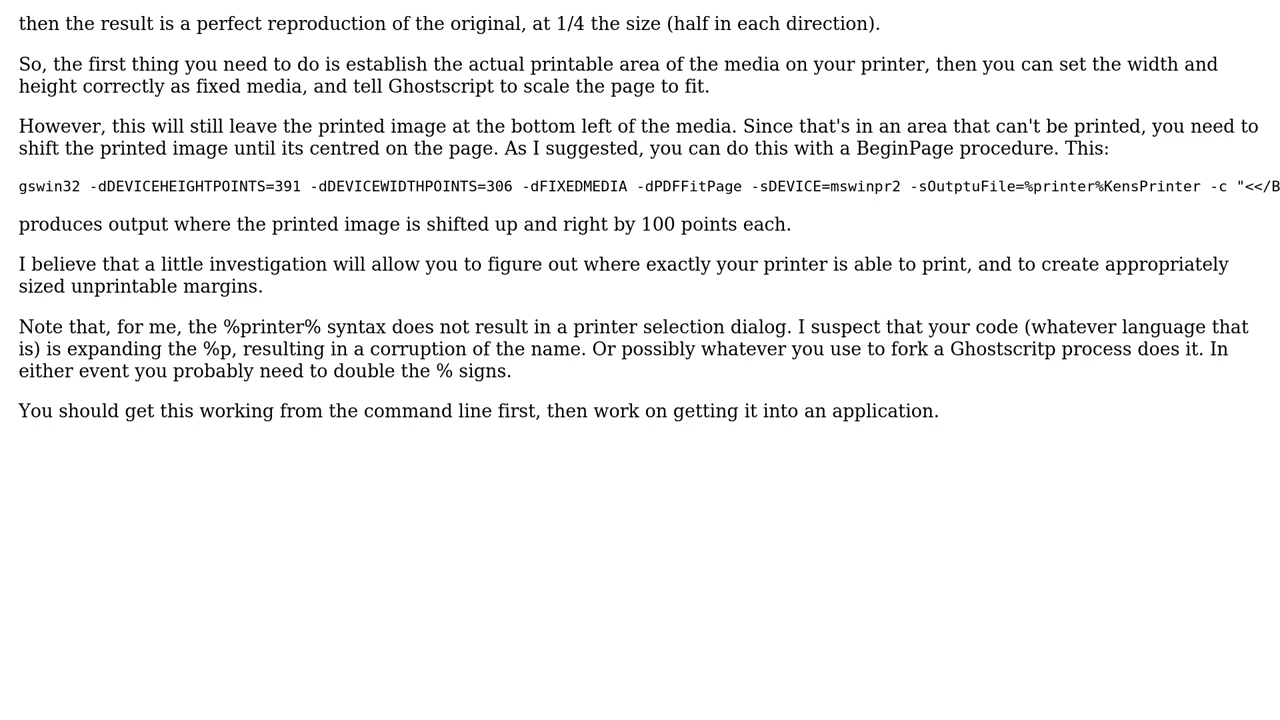 then the result is a perfect reproduction of the original, at 1/4 the size (half in each direction).
So, the first thing you need to do is establish the actual printable area of the media on your printer, then you can set the width and
height correctly as fixed media, and tell Ghostscript to scale the page to fit.
However, this will still leave the printed image at the bottom left of the media. Since that's in an area that can't be printed, you need to
shift the printed image until its centred on the page. As I suggested, you can do this with a BeginPage procedure. This:
gswin32 -dDEVICEHEIGHTPOINTS=391 -dDEVICEWIDTHPOINTS=306 -dFIXEDMEDIA -dPDFFitPage -sDEVICE=mswinpr2 -sOutptuFile=%printer%KensPrinter -c "<</B
produces output where the printed image is shifted up and right by 100 points each.
I believe that a little investigation will allow you to figure out where exactly your printer is able to print, and to create appropriately
sized unprintable margins.
Note that, for me, the %printer% syntax does not result in a printer selection dialog. I suspect that your code (whatever language that
is) is expanding the %p, resulting in a corruption of the name. Or possibly whatever you use to fork a Ghostscritp process does it. In
either event you probably need to double the % signs.
You should get this working from the command line first, then work on getting it into an application.